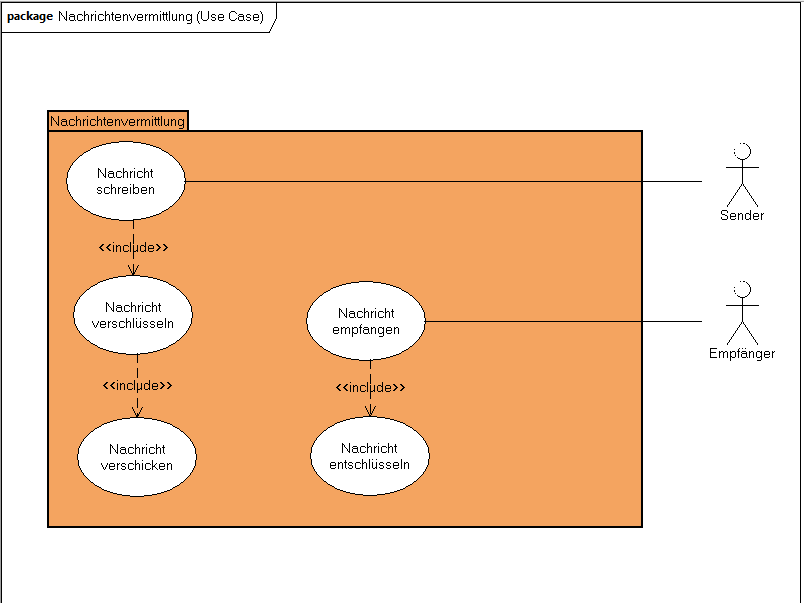 package Nachrichtenvermittlung (Use Case)
Nachrichtenvermittlung
Nachricht
schreiben
Sender
<<include>>
Nachricht
verschlüsseln
Nachricht
empfangen
Empfänger
<<include>>
<<include>>
Nachricht
verschicken
Nachricht
entschlüsseln